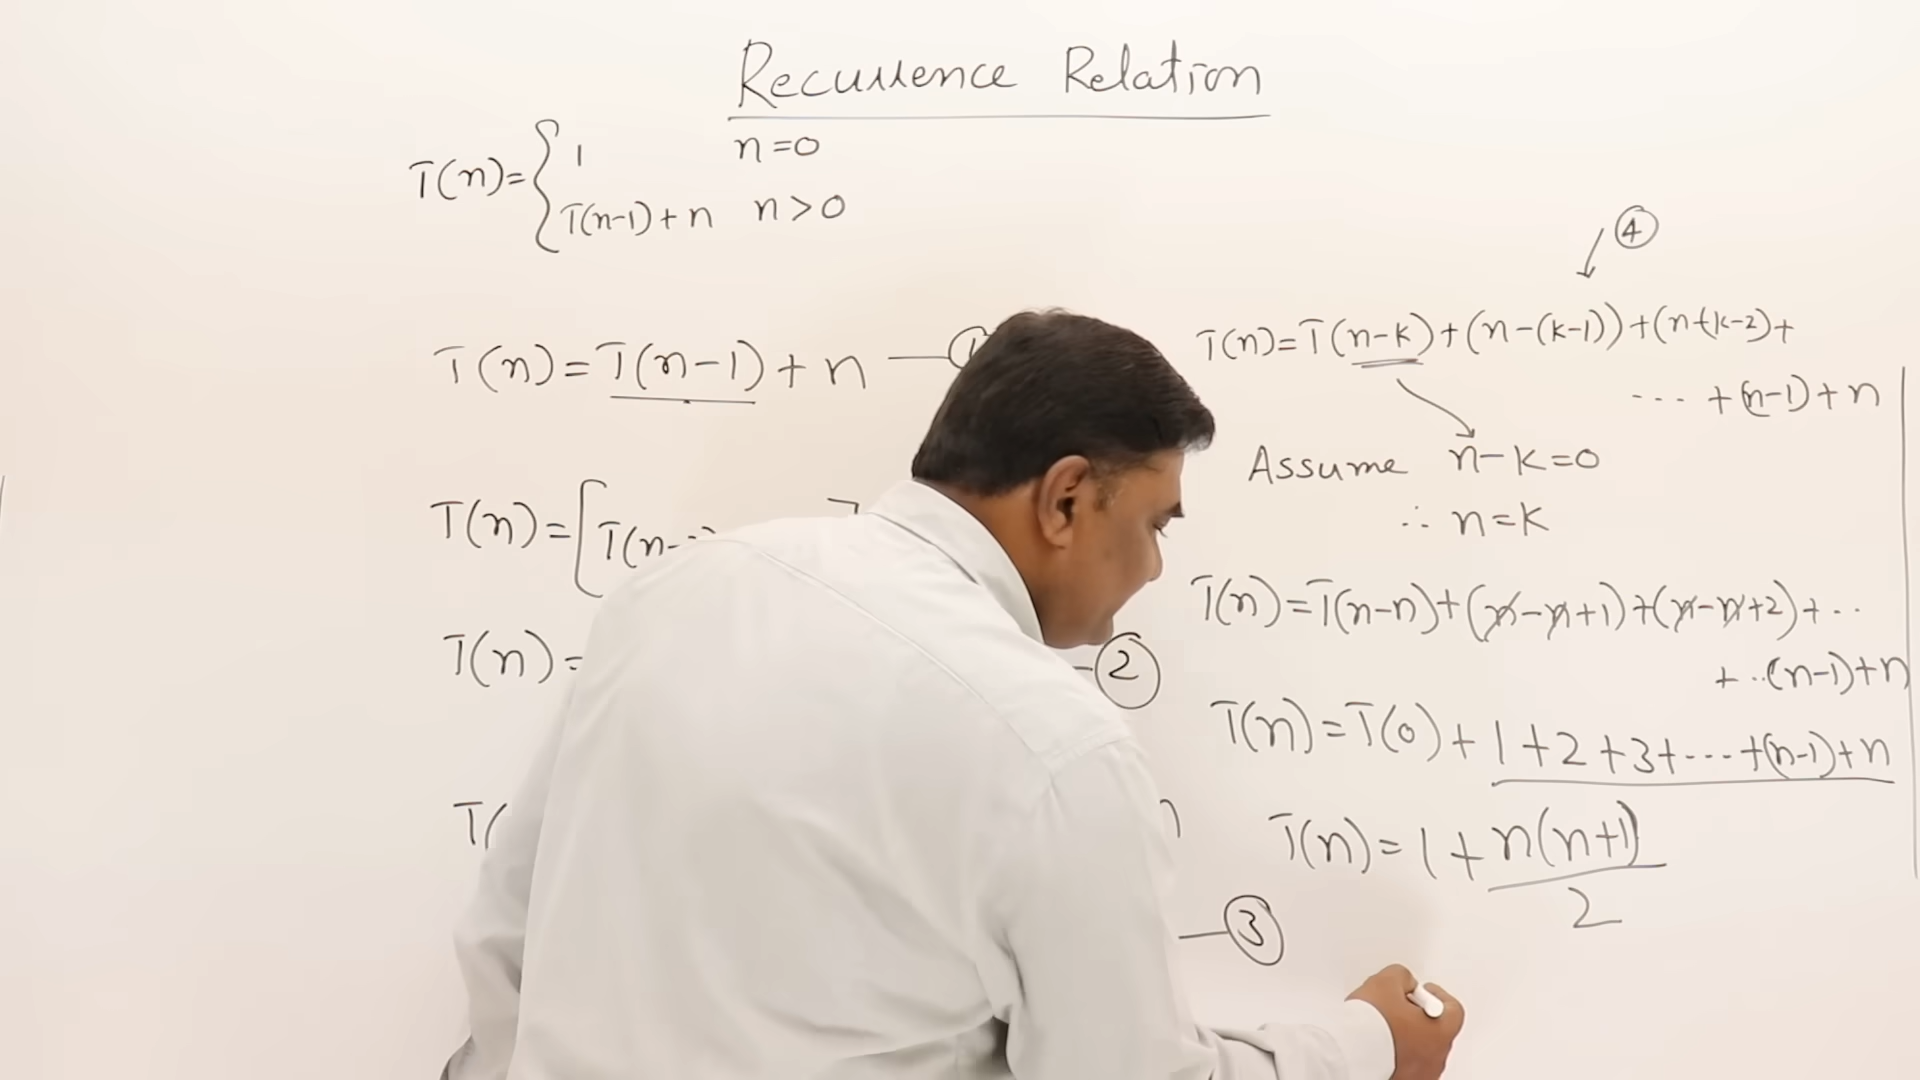 Recurrence Relation
T(n)= { 1 n=0
T(n-1)+n n>0
T(n)=T(n-1)+n —
T(n)=[T(n-
T(n)= — ②
T(
— ③
④
T(n)=T(n-k)+(n-(k-1))+(n-(k-2)+
... +(n-1)+n
Assume n-k=0
∴ n=k
T(n)=T(n-n)+(n-n+1)+(n-n+2)+..
+..(n-1)+n
T(n)=T(0)+1+2+3+...+(n-1)+n
T(n)=1+n(n+1)
2